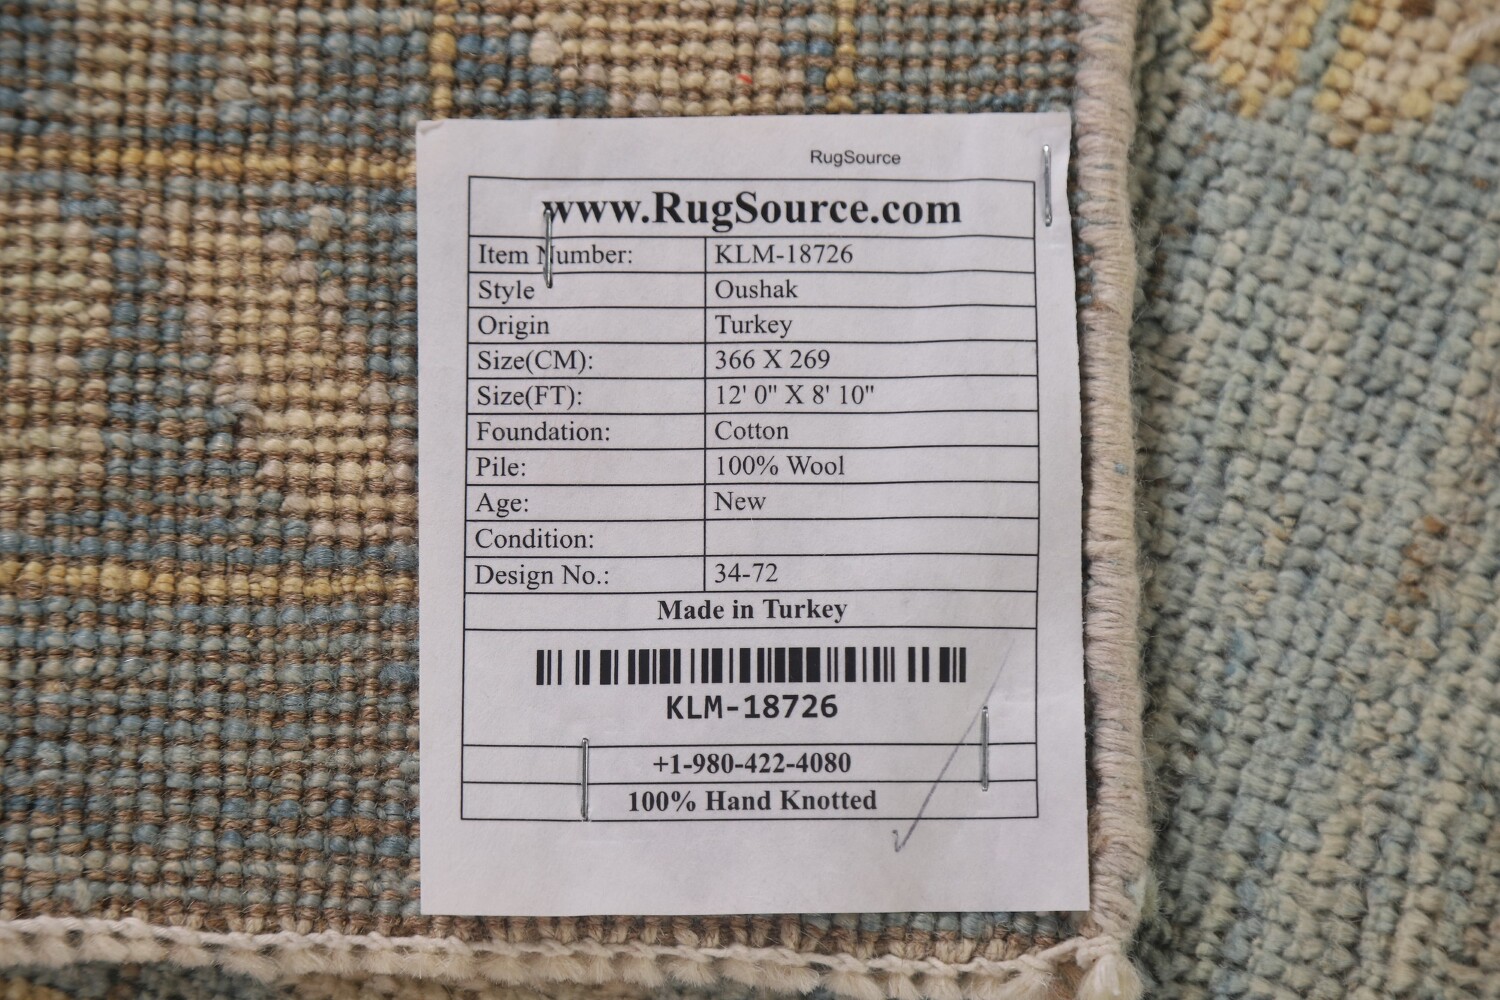 RugSource
www.RugSource.com
Item Number: KLM-18726
Style Oushak
Origin Turkey
Size(CM): 366 X 269
Size(FT): 12' 0" X 8' 10"
Foundation: Cotton
Pile: 100% Wool
Age: New
Condition:
Design No.: 34-72
Made in Turkey
KLM-18726
+1-980-422-4080
100% Hand Knotted